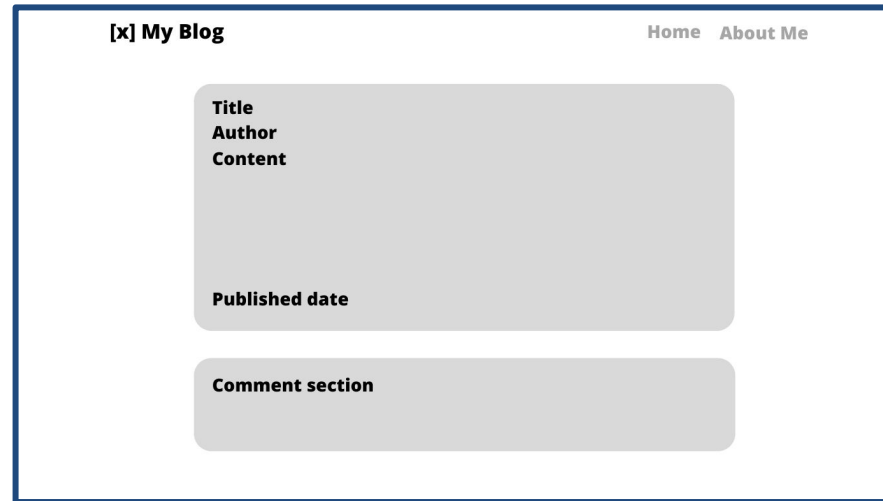 [x] My Blog Home About Me
Title
Author
Content
Published date
Comment section